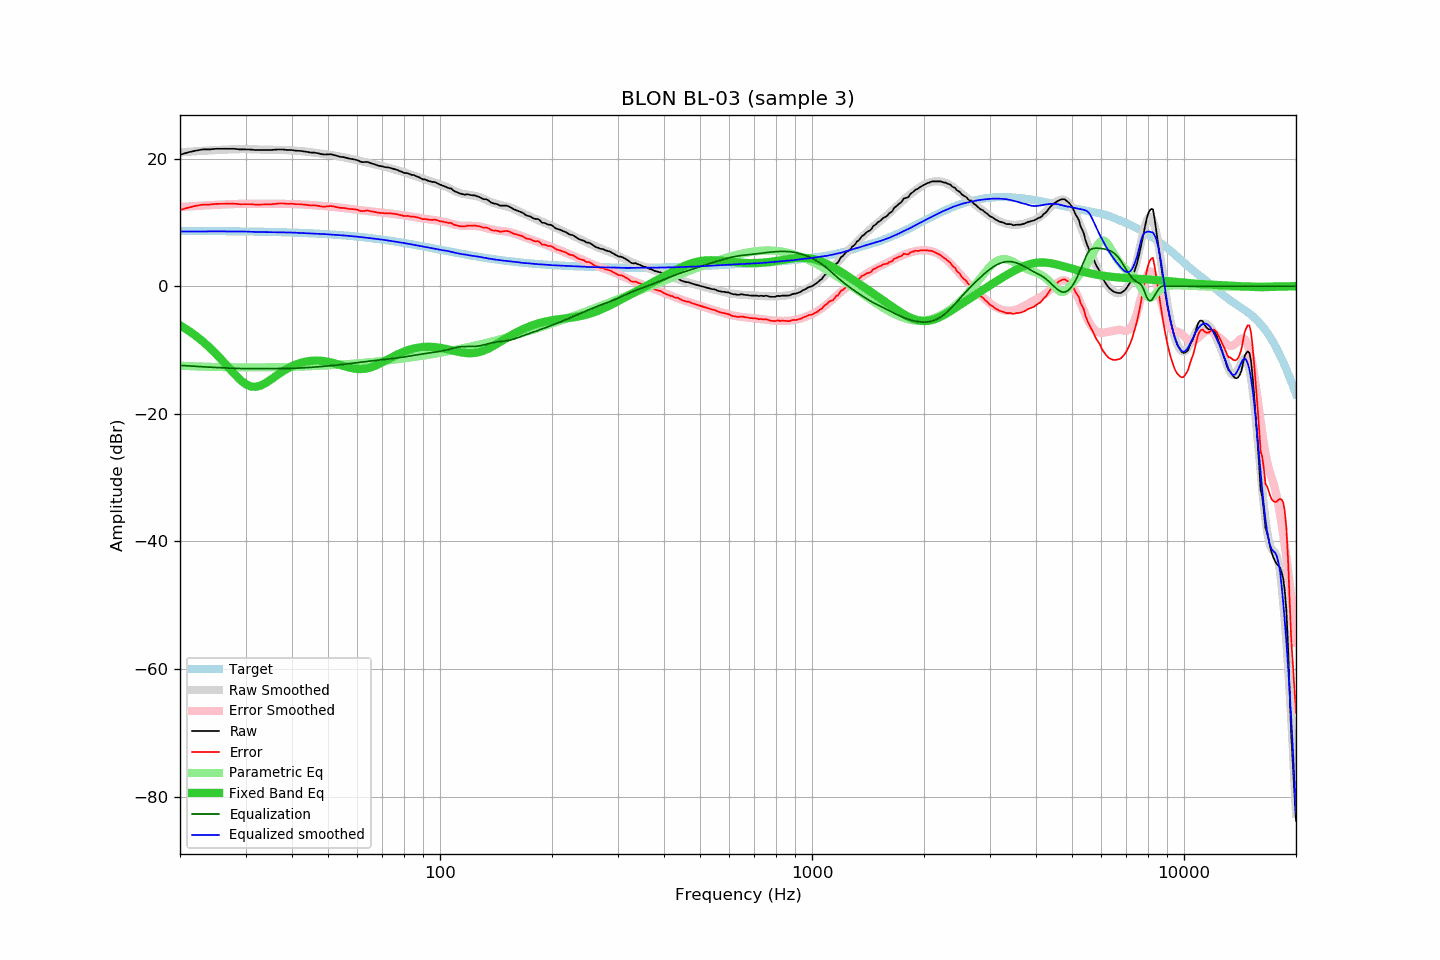 BLON BL-03 (sample 3)
20
0
−20
−40
−60
−80
Amplitude (dBr)
Target
Raw Smoothed
Error Smoothed
Raw
Error
Parametric Eq
Fixed Band Eq
Equalization
Equalized smoothed
100
1000
10000
Frequency (Hz)